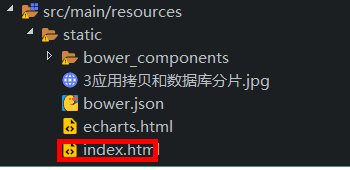 src/main/resources
static
bower_components
3应用拷贝和数据库分片.jpg
bower.json
echarts.html
index.html